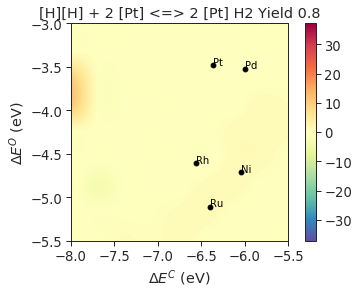 [H][H] + 2 [Pt] <=> 2 [Pt] H2 Yield 0.8
−3.0
−3.5
−4.0
−4.5
−5.0
−5.5
ΔE^O (eV)
Pt
Pd
Rh
Ni
Ru
−8.0 −7.5 −7.0 −6.5 −6.0 −5.5
ΔE^C (eV)
30
20
10
0
−10
−20
−30